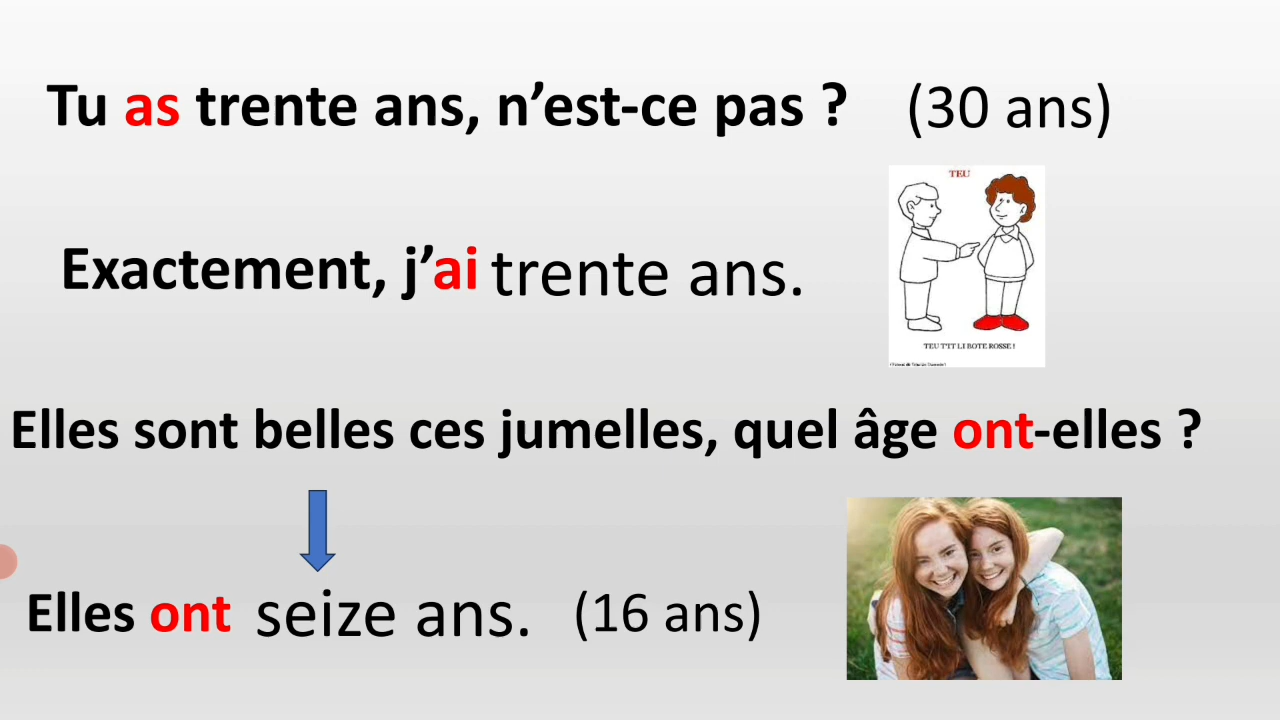 Tu as trente ans, n’est-ce pas ? (30 ans)
TEU
Exactement, j’ai trente ans.
TEU T'IT LI BOTE ROSSE !
Elles sont belles ces jumelles, quel âge ont-elles ?
Elles ont seize ans. (16 ans)